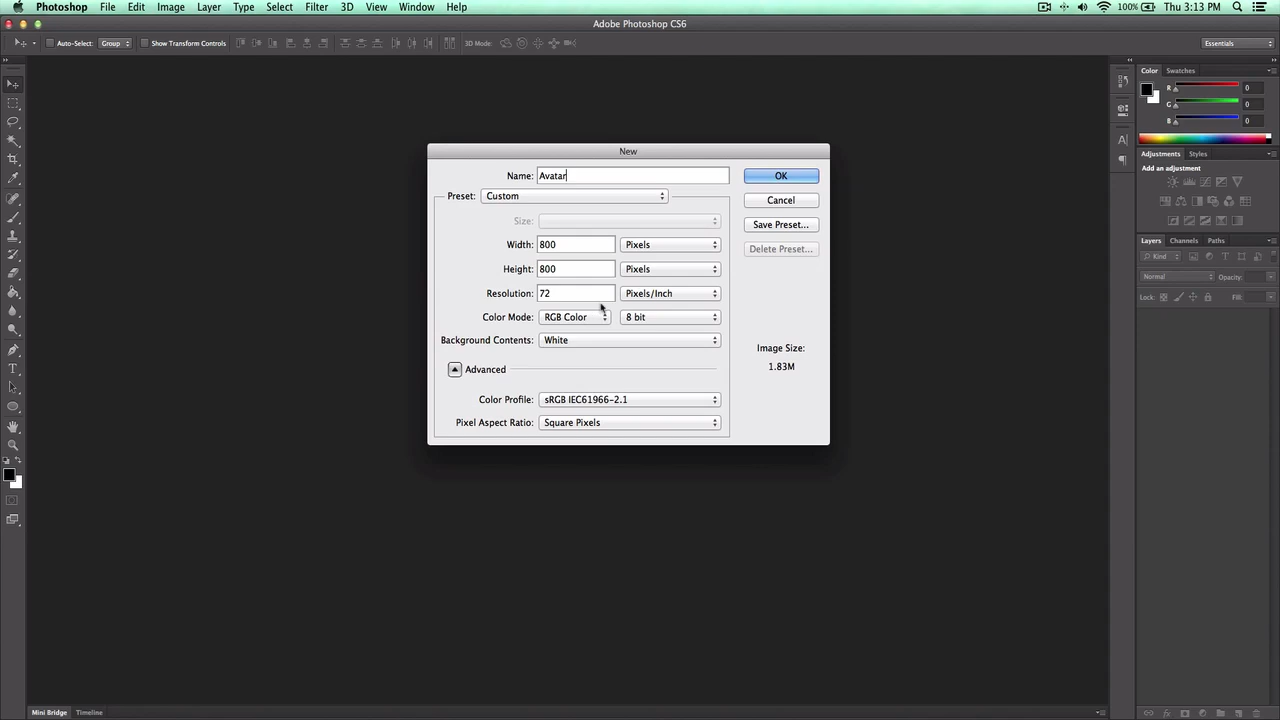 Photoshop File Edit Image Layer Type Select Filter 3D View Window Help 100% Thu 3:13 PM
Adobe Photoshop CS6
Auto-Select: Group Show Transform Controls 3D Mode: Essentials
Color Swatches
R 0
G 0
B 0
Adjustments Styles
Add an adjustment
Layers Channels Paths
Kind
Normal Opacity:
Lock: Fill:
New
Name: Avatar OK
Preset: Custom Cancel
Size: Save Preset...
Width: 800 Pixels Delete Preset...
Height: 800 Pixels
Resolution: 72 Pixels/Inch
Color Mode: RGB Color 8 bit
Background Contents: White
Image Size:
1.83M
Advanced
Color Profile: sRGB IEC61966-2.1
Pixel Aspect Ratio: Square Pixels
Mini Bridge Timeline